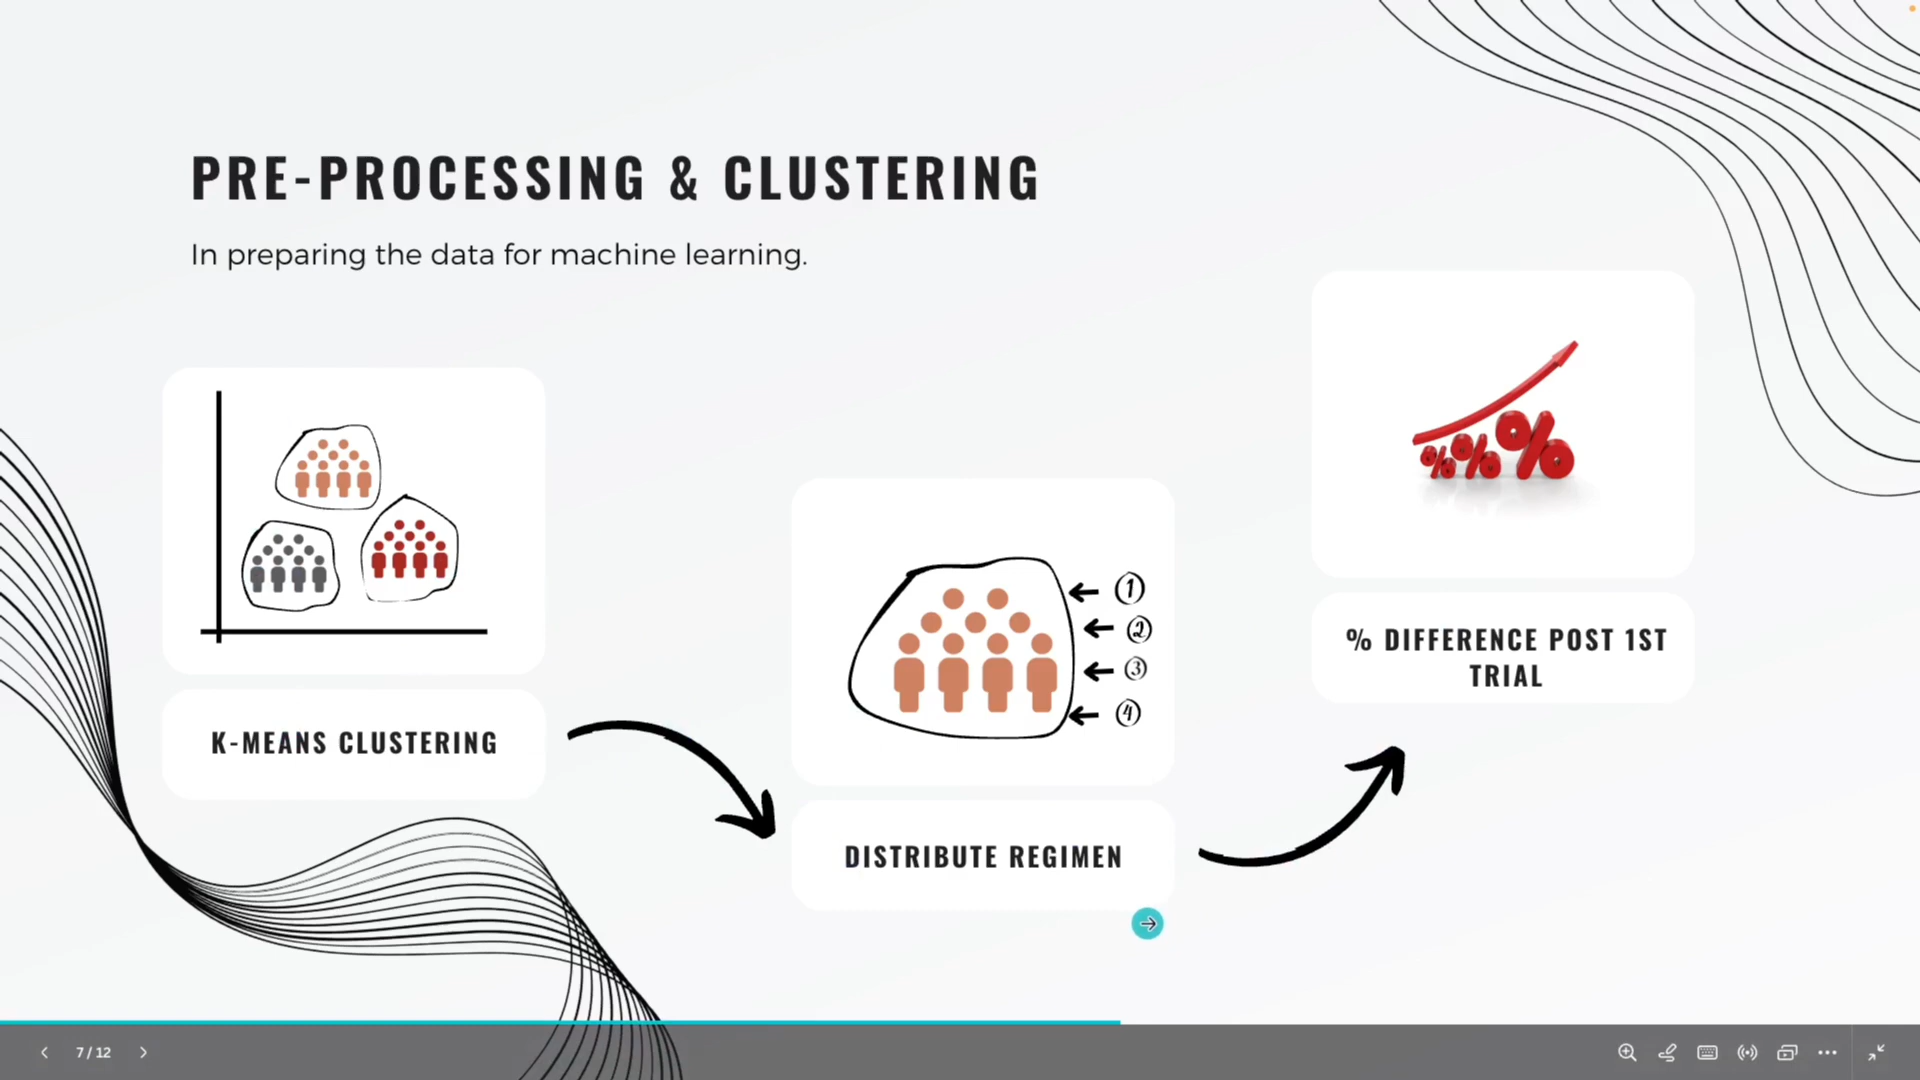 PRE-PROCESSING & CLUSTERING
In preparing the data for machine learning.
K-MEANS CLUSTERING
1
2
3
4
DISTRIBUTE REGIMEN
% % %
% DIFFERENCE POST 1ST
TRIAL
7 / 12